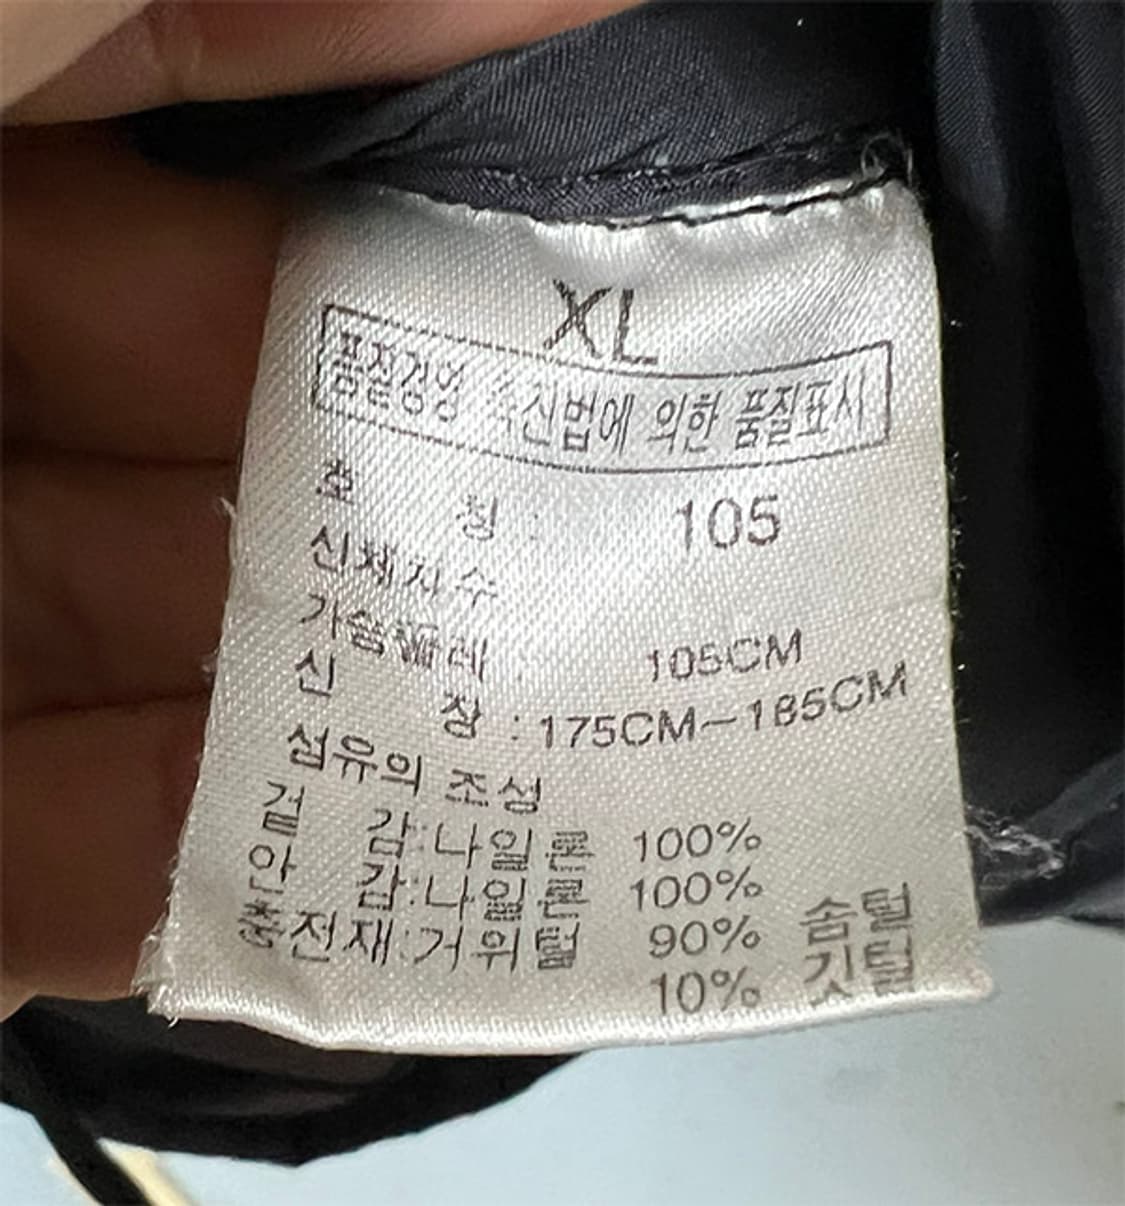 XL
품질경영 촉진법에 의한 품질표시
호 칭 : 105
신체치수
가슴둘레 : 105CM
신 장 : 175CM-185CM
섬유의 조성
겉 감:나일론 100%
안 감:나일론 100%
충전재:거위털 90% 솜털
10% 깃털